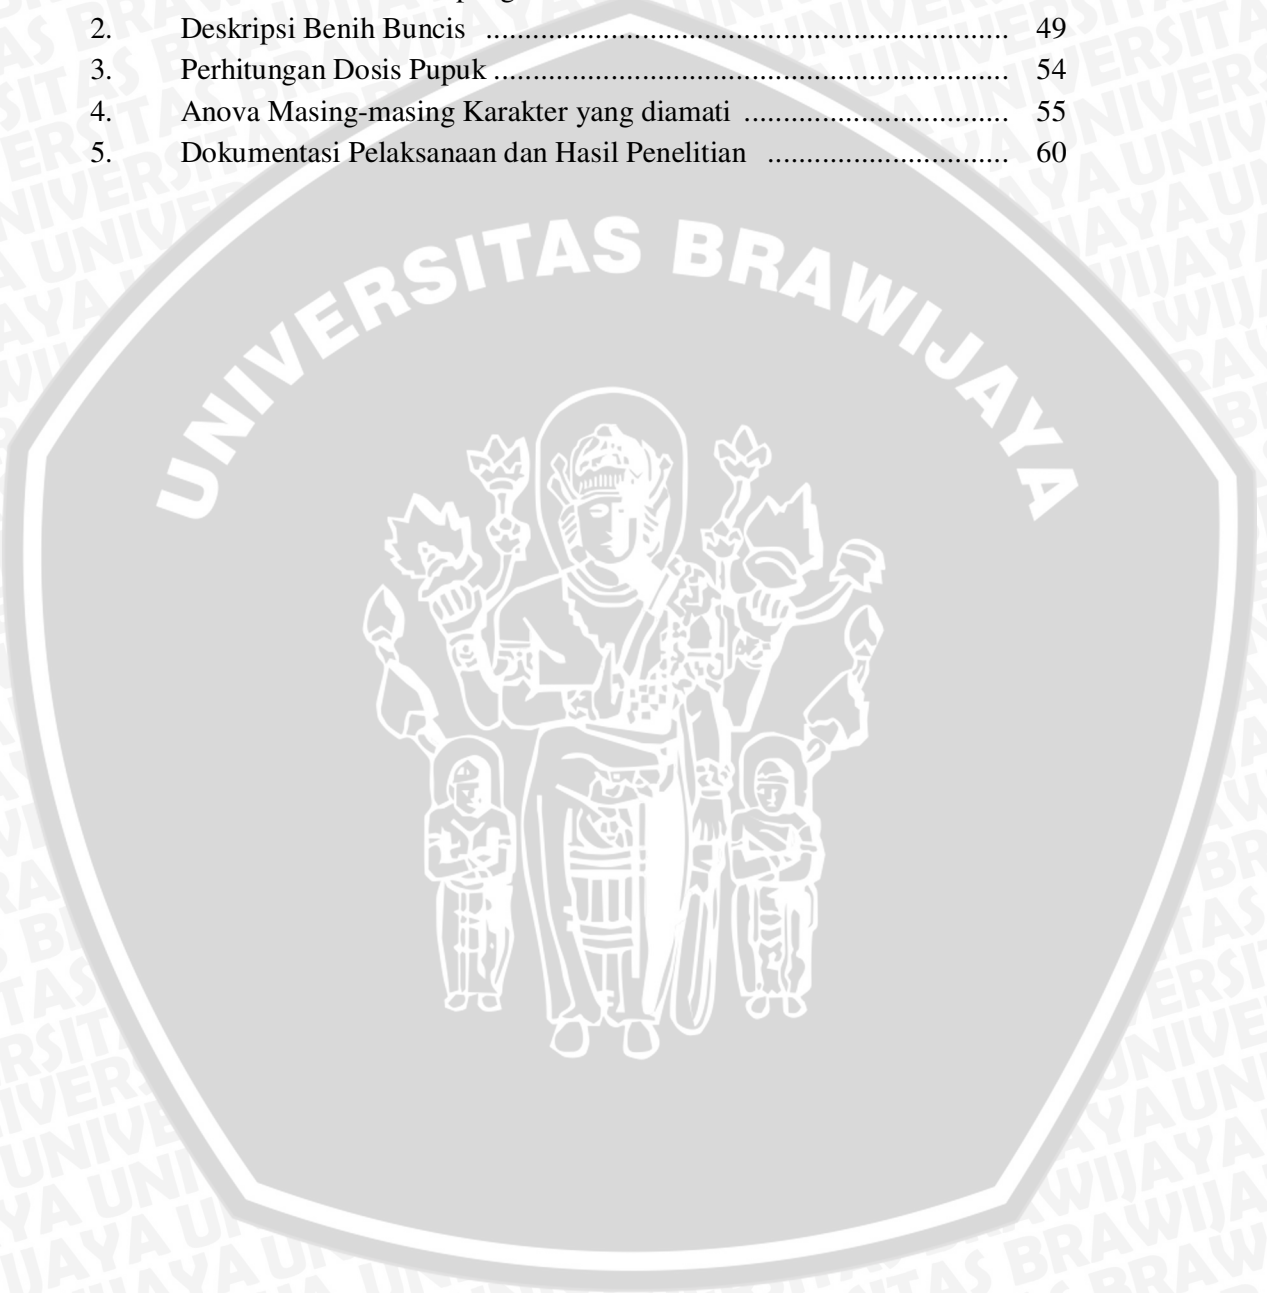 2. Deskripsi Benih Buncis ........................................................................ 49
3. Perhitungan Dosis Pupuk ....................................................................... 54
4. Anova Masing-masing Karakter yang diamati ..................................... 55
5. Dokumentasi Pelaksanaan dan Hasil Penelitian .................................. 60
UNIVERSITAS BRAWIJAYA